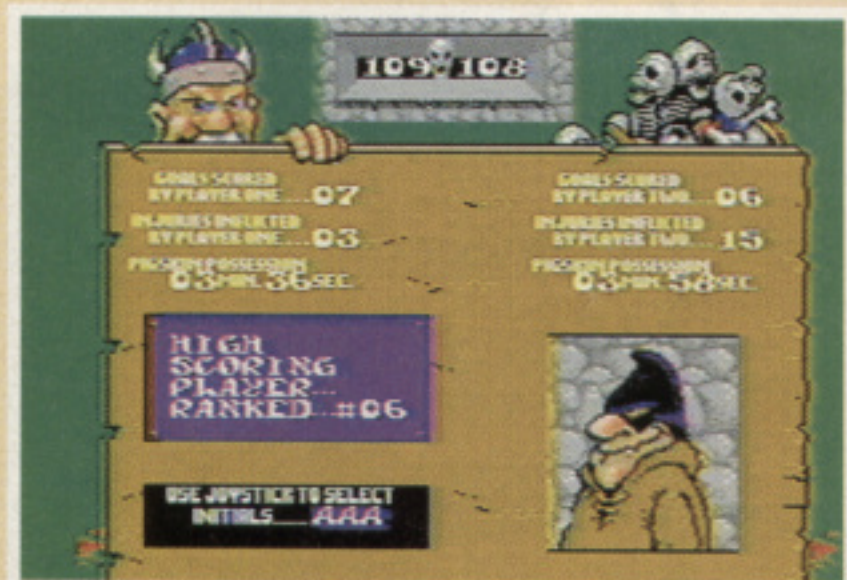 109 108
GOALS SCORED
BY PLAYER ONE....07
INJURIES INFLICTED
BY PLAYER ONE....03
PIGSKIN POSSESSION
03MIN. 36SEC.
GOALS SCORED
BY PLAYER TWO....06
INJURIES INFLICTED
BY PLAYER TWO....15
PIGSKIN POSSESSION
03MIN. 58SEC.
HIGH
SCORING
PLAYER...
RANKED..#06
USE JOYSTICK TO SELECT
INITIALS......AAA